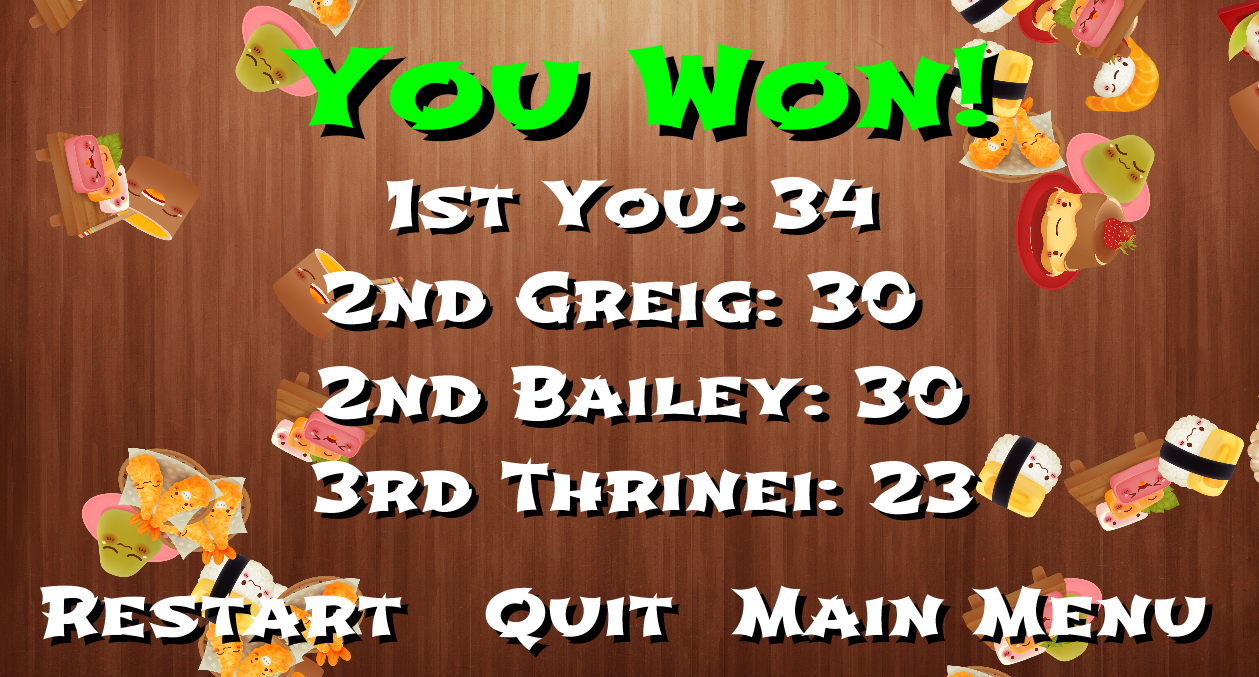 You Won!
1st You: 34
2nd Greig: 30
2nd Bailey: 30
3rd Thrinei: 23
Restart Quit Main Menu